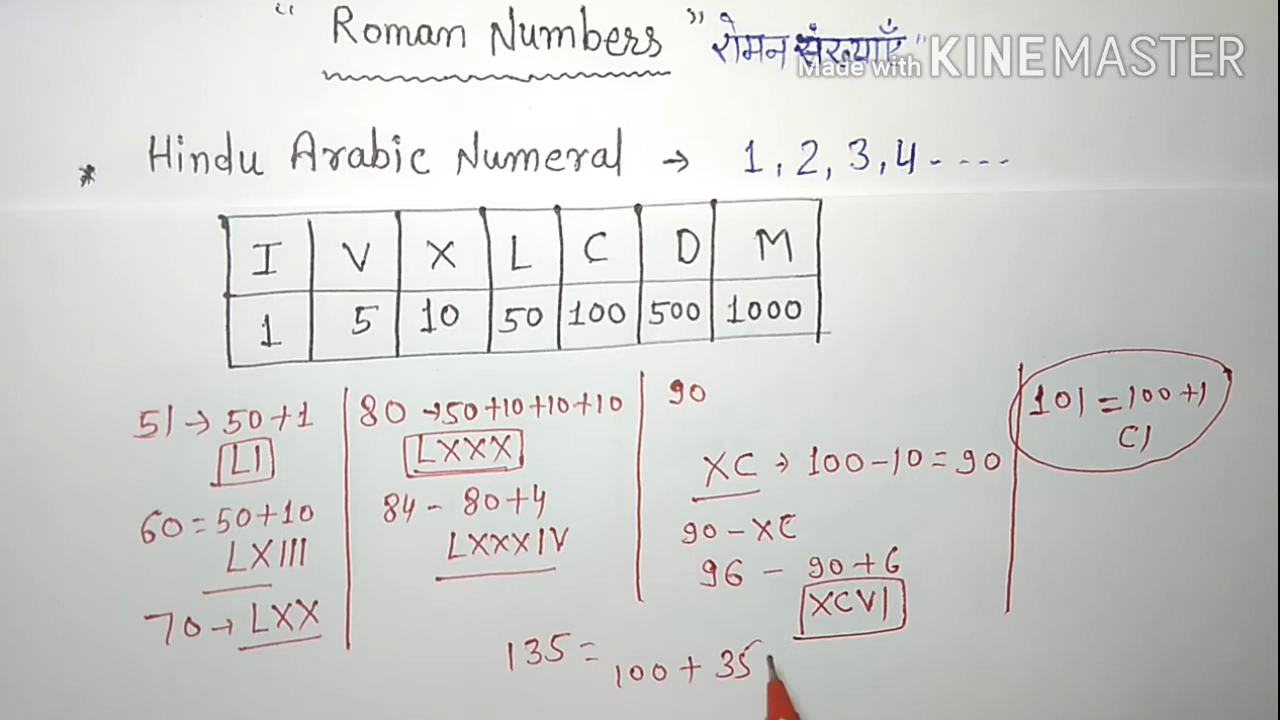 “ Roman Numbers ” रोमन संख्याएँ"
Made with KINEMASTER
* Hindu Arabic Numeral → 1, 2, 3, 4 - - - -
I V X L C D M
1 5 10 50 100 500 1000
51 → 50+1
LI
60 = 50+10
LXIII
70 → LXX
80 → 50+10+10+10
LXXX
84 - 80+4
LXXXIV
90
XC → 100-10=90
90 - XC
96 - 90+6
XCVI
101 = 100+1
CI
135 = 100 + 35